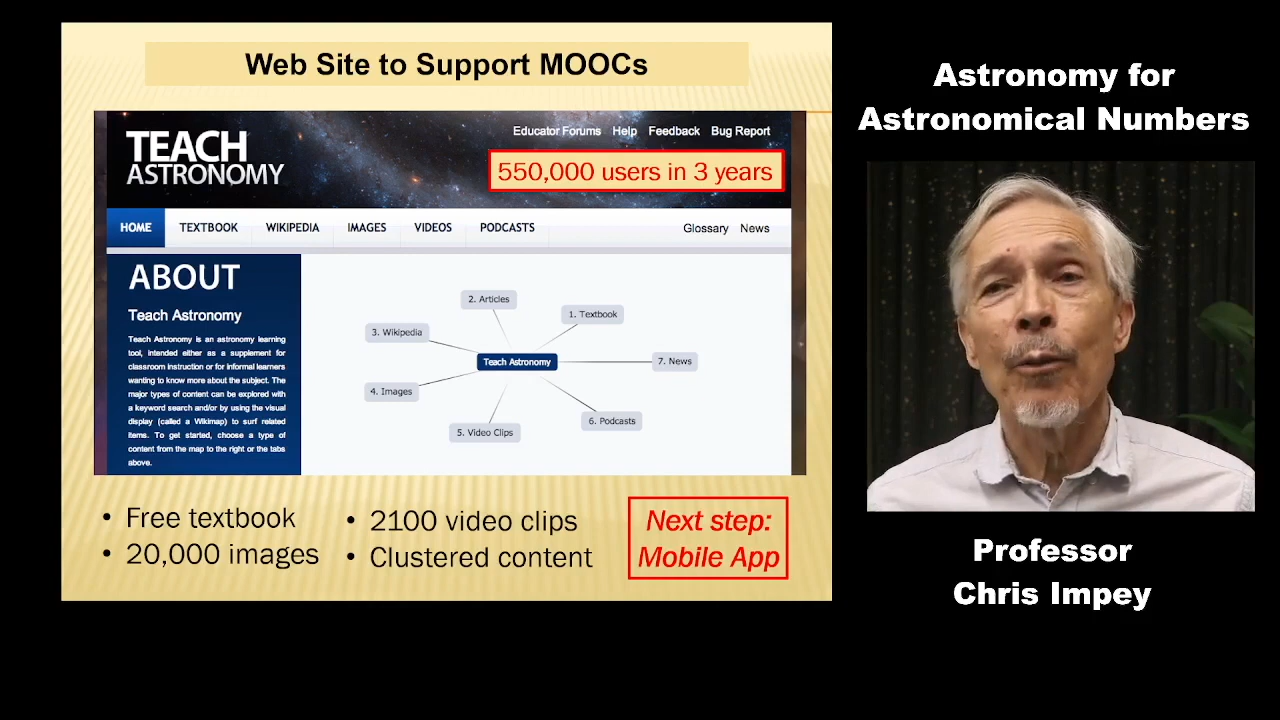 Web Site to Support MOOCs
TEACH
ASTRONOMY
Educator Forums Help Feedback Bug Report
550,000 users in 3 years
HOME TEXTBOOK WIKIPEDIA IMAGES VIDEOS PODCASTS Glossary News
ABOUT
Teach Astronomy
Teach Astronomy is an astronomy learning
tool, intended either as a supplement for
classroom instruction or for informal learners
wanting to know more about the subject. The
major types of content can be explored with
a keyword search and/or by using the visual
display (called a Wikimap) to surf related
items. To get started, choose a type of
content from the map to the right or the tabs
above.
2. Articles
1. Textbook
3. Wikipedia
Teach Astronomy
7. News
4. Images
6. Podcasts
5. Video Clips
• Free textbook
• 20,000 images
• 2100 video clips
• Clustered content
Next step:
Mobile App
Astronomy for
Astronomical Numbers
Professor
Chris Impey